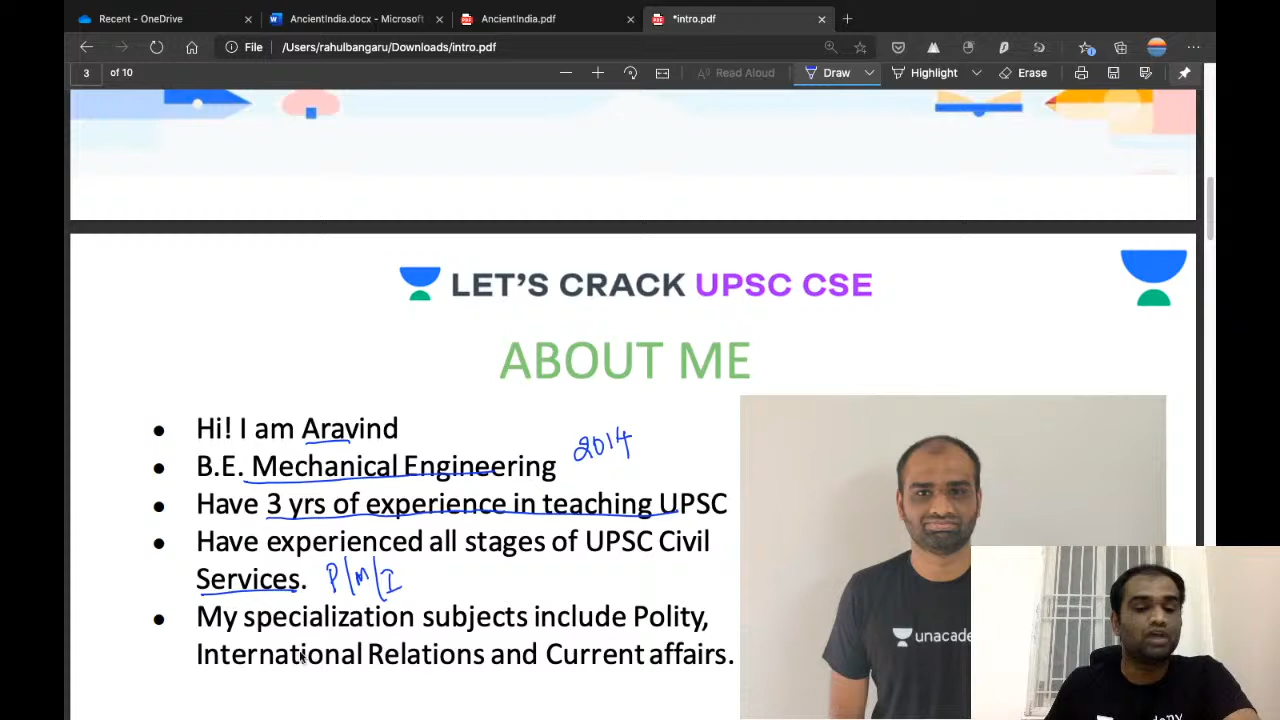 Recent - OneDrive
AncientIndia.docx - Microsoft
AncientIndia.pdf
*intro.pdf
File
/Users/rahulbangaru/Downloads/intro.pdf
3
of 10
Read Aloud
Draw
Highlight
Erase
LET'S CRACK UPSC CSE
ABOUT ME
• Hi! I am Aravind
• B.E. Mechanical Engineering 2014
• Have 3 yrs of experience in teaching UPSC
• Have experienced all stages of UPSC Civil
Services. P/M/I
• My specialization subjects include Polity,
International Relations and Current affairs.
unacade